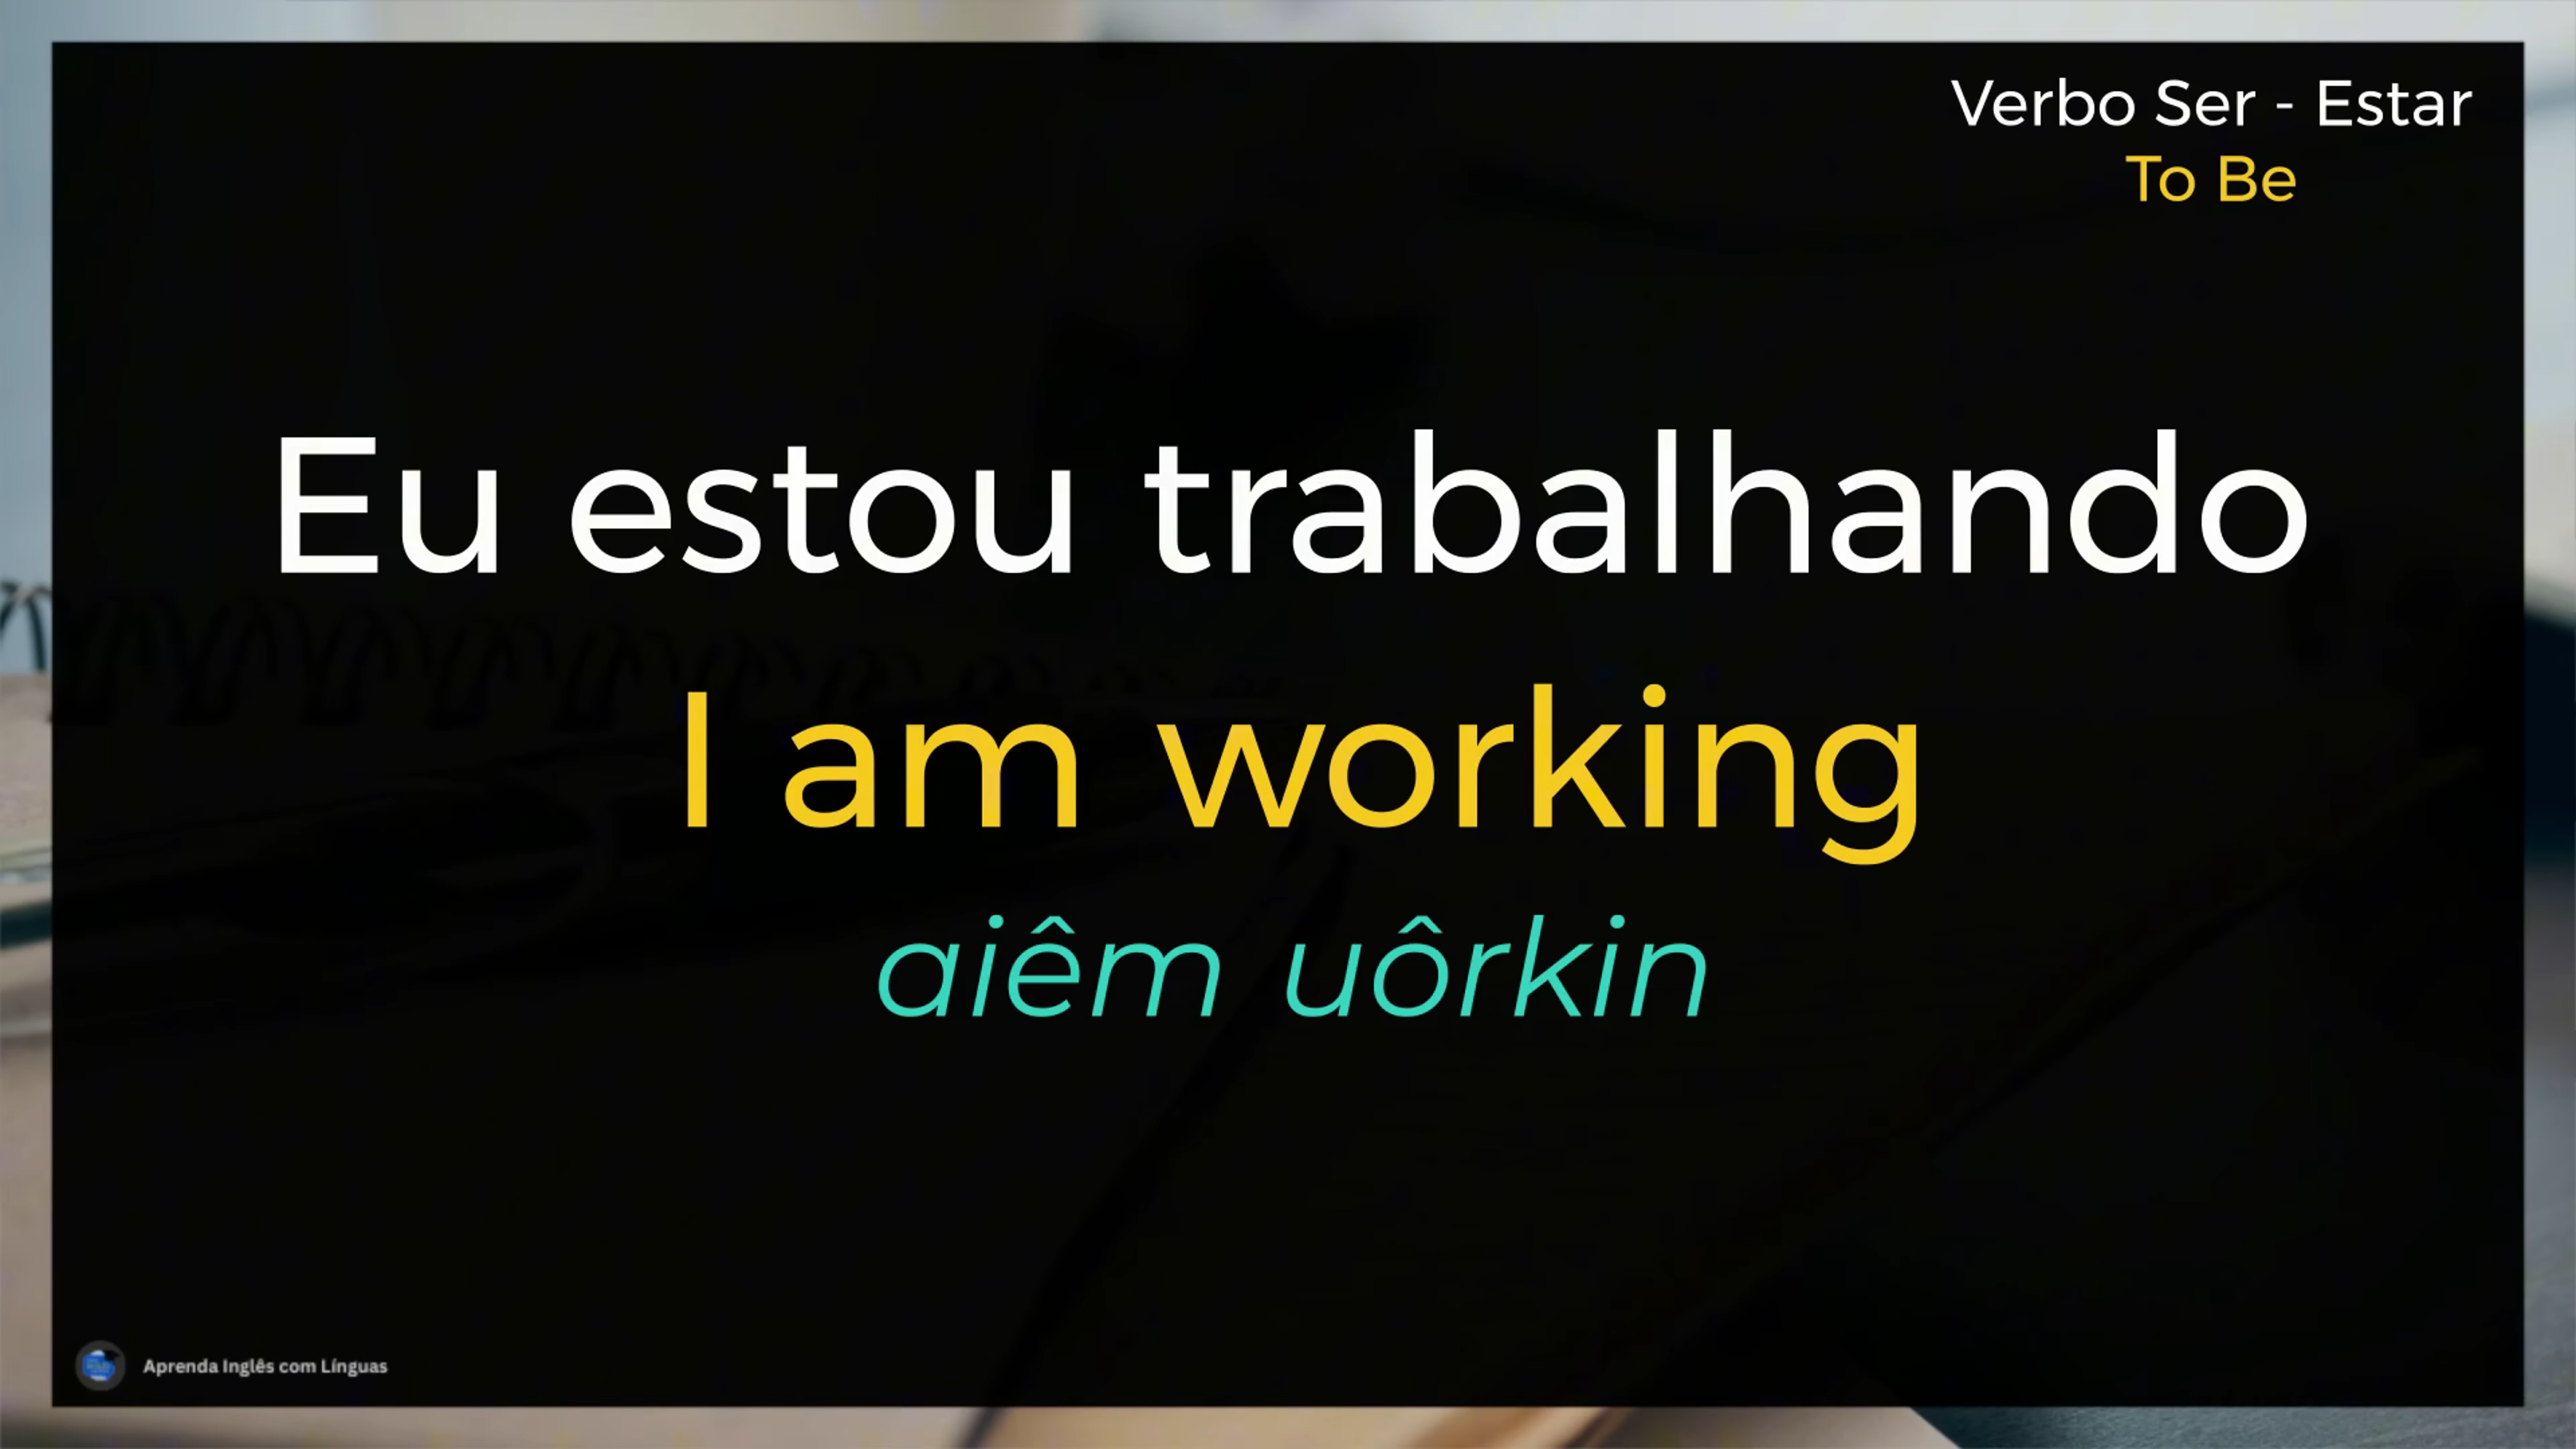 Verbo Ser - Estar
To Be
Eu estou trabalhando
I am working
aiêm uôrkin
Aprenda Inglês com Línguas